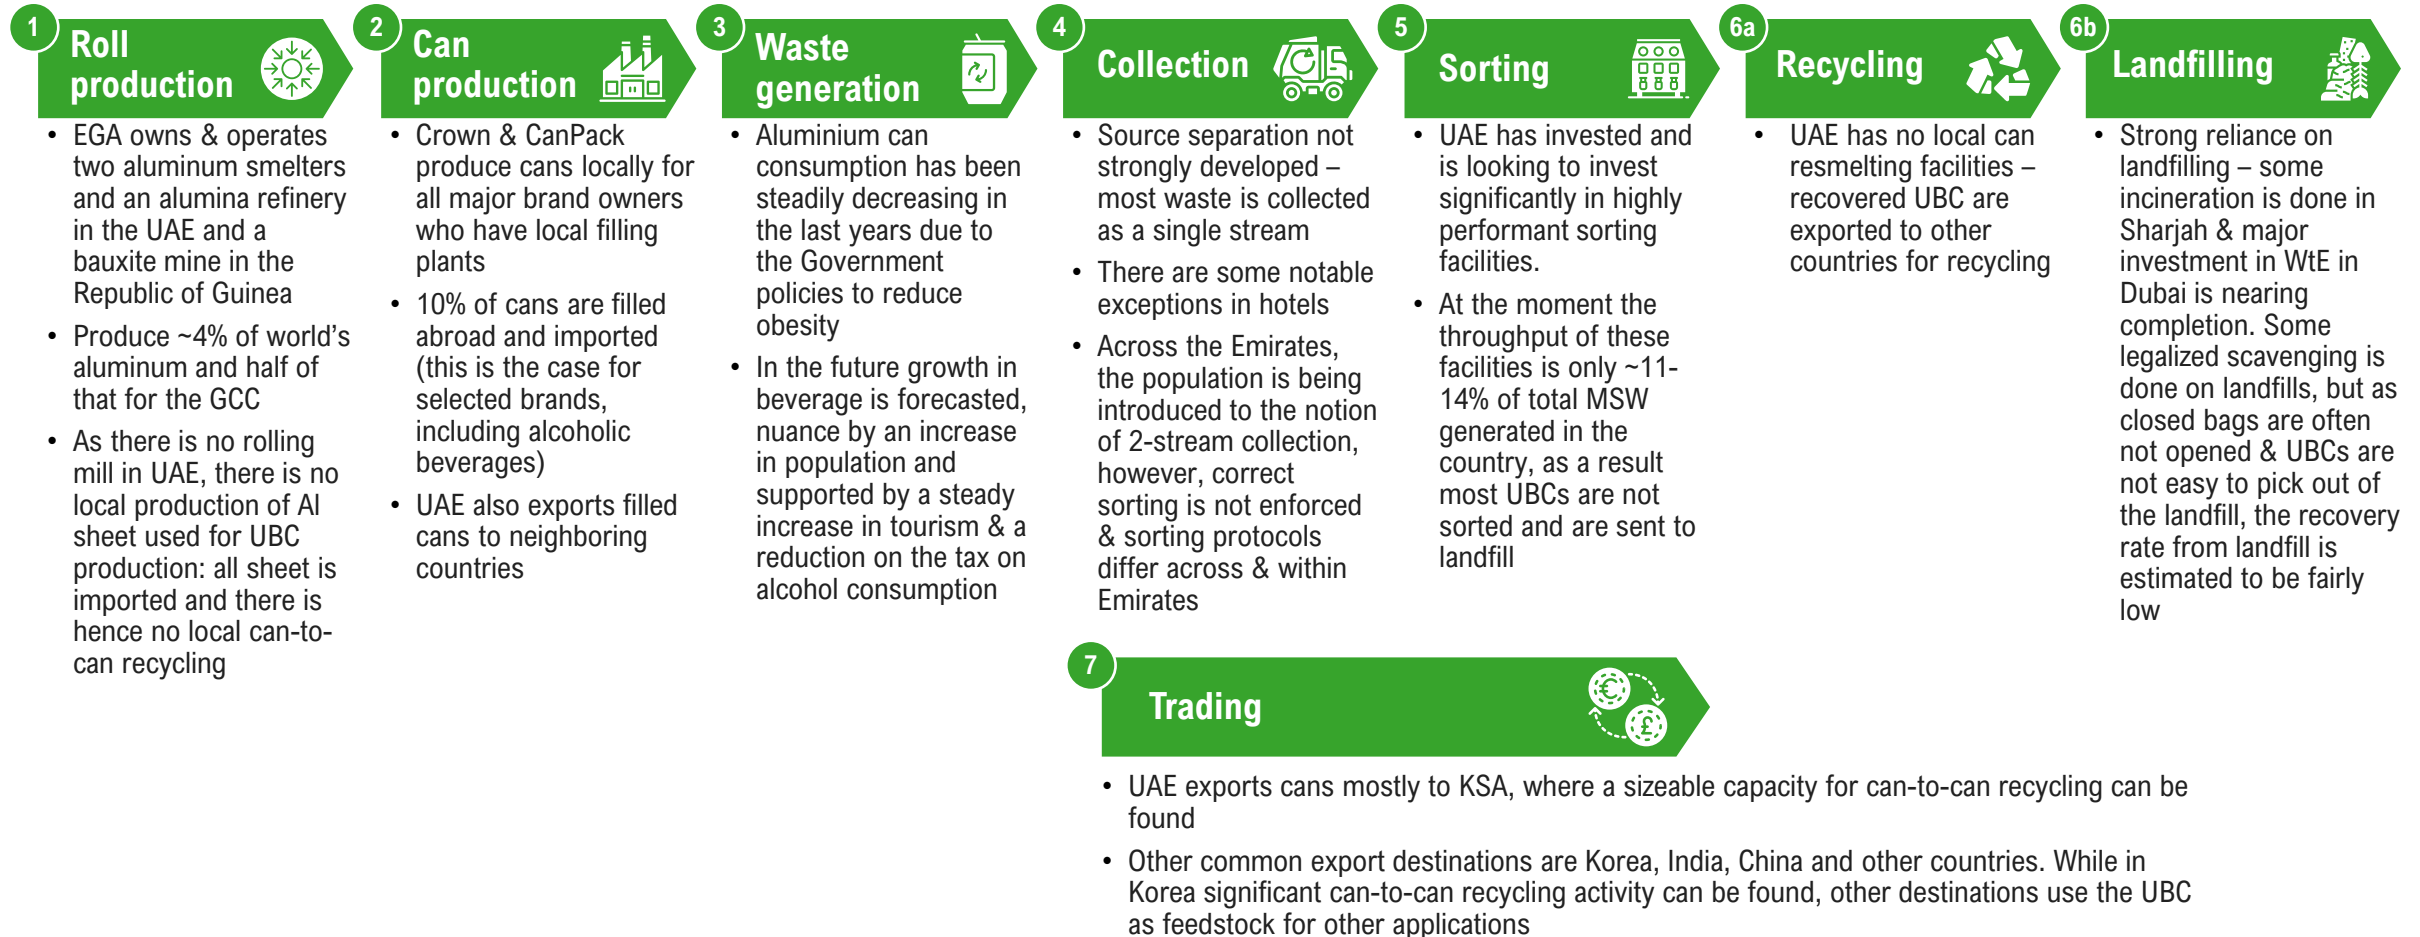 1
Roll
production
• EGA owns & operates
two aluminum smelters
and an alumina refinery
in the UAE and a
bauxite mine in the
Republic of Guinea
• Produce ~4% of world's
aluminum and half of
that for the GCC
• As there is no rolling
mill in UAE, there is no
local production of Al
sheet used for UBC
production: all sheet is
imported and there is
hence no local can-to-
can recycling
2
Can
production
• Crown & CanPack
produce cans locally for
all major brand owners
who have local filling
plants
• 10% of cans are filled
abroad and imported
(this is the case for
selected brands,
including alcoholic
beverages)
• UAE also exports filled
cans to neighboring
countries
3
Waste
generation
• Aluminium can
consumption has been
steadily decreasing in
the last years due to
the Government
policies to reduce
obesity
• In the future growth in
beverage is forecasted,
nuance by an increase
in population and
supported by a steady
increase in tourism & a
reduction on the tax on
alcohol consumption
4
Collection
• Source separation not
strongly developed –
most waste is collected
as a single stream
• There are some notable
exceptions in hotels
• Across the Emirates,
the population is being
introduced to the notion
of 2-stream collection,
however, correct
sorting is not enforced
& sorting protocols
differ across & within
Emirates
5
Sorting
• UAE has invested and
is looking to invest
significantly in highly
performant sorting
facilities.
• At the moment the
throughput of these
facilities is only ~11-
14% of total MSW
generated in the
country, as a result
most UBCs are not
sorted and are sent to
landfill
6a
Recycling
• UAE has no local can
resmelting facilities –
recovered UBC are
exported to other
countries for recycling
6b
Landfilling
• Strong reliance on
landfilling – some
incineration is done in
Sharjah & major
investment in WtE in
Dubai is nearing
completion. Some
legalized scavenging is
done on landfills, but as
closed bags are often
not opened & UBCs are
not easy to pick out of
the landfill, the recovery
rate from landfill is
estimated to be fairly
low
7
Trading
€
£
• UAE exports cans mostly to KSA, where a sizeable capacity for can-to-can recycling can be
found
• Other common export destinations are Korea, India, China and other countries. While in
Korea significant can-to-can recycling activity can be found, other destinations use the UBC
as feedstock for other applications